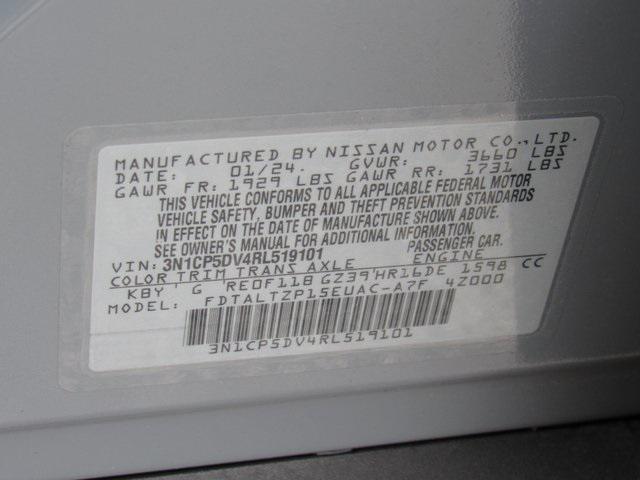 MANUFACTURED BY NISSAN MOTOR CO., LTD.
DATE: 01/24. GVWR: 3660 LBS
GAWR FR: 1929 LBS GAWR RR: 1731 LBS
THIS VEHICLE CONFORMS TO ALL APPLICABLE FEDERAL MOTOR
VEHICLE SAFETY, BUMPER AND THEFT PREVENTION STANDARDS
IN EFFECT ON THE DATE OF MANUFACTURE SHOWN ABOVE.
SEE OWNER'S MANUAL FOR ADDITIONAL INFORMATION.
VIN: 3N1CP5DV4RL519101 PASSENGER CAR.
COLOR TRIM TRANS AXLE ENGINE
KBY' G 'RE0F11B GZ39'HR16DE 1598 CC
MODEL: FDTALTZP15EUAC-A7F 4Z000
3N1CP5DV4RL519101